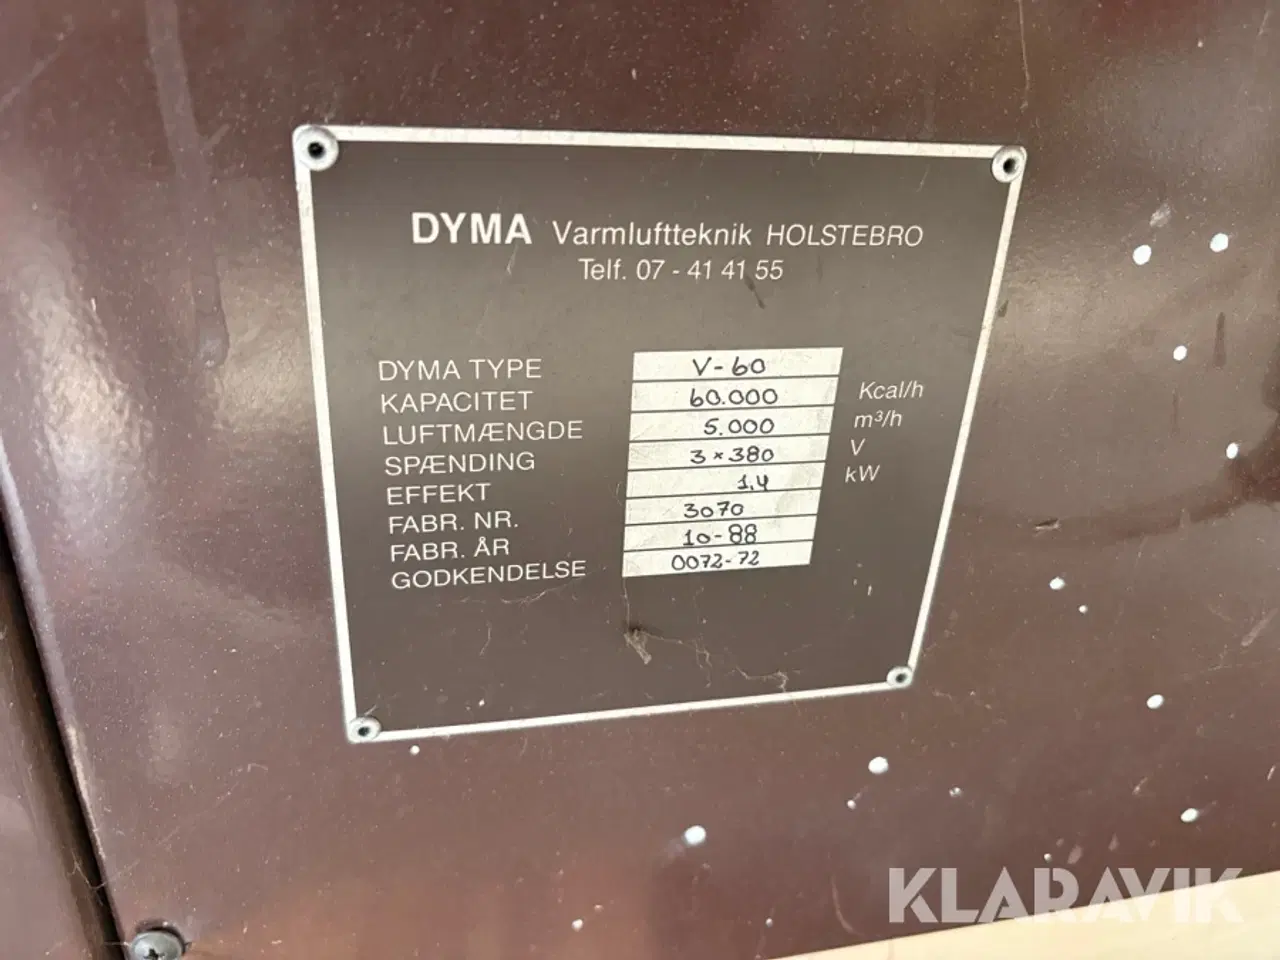 DYMA Varmluftteknik HOLSTEBRO
Telf. 07 - 41 41 55
DYMA TYPE V-60
KAPACITET 60.000 Kcal/h
LUFTMÆNGDE 5.000 m³/h
SPÆNDING 3×380 V
EFFEKT 1,4 kW
FABR. NR. 3070
FABR. ÅR 10-88
GODKENDELSE 0072-72
KLARAVIK